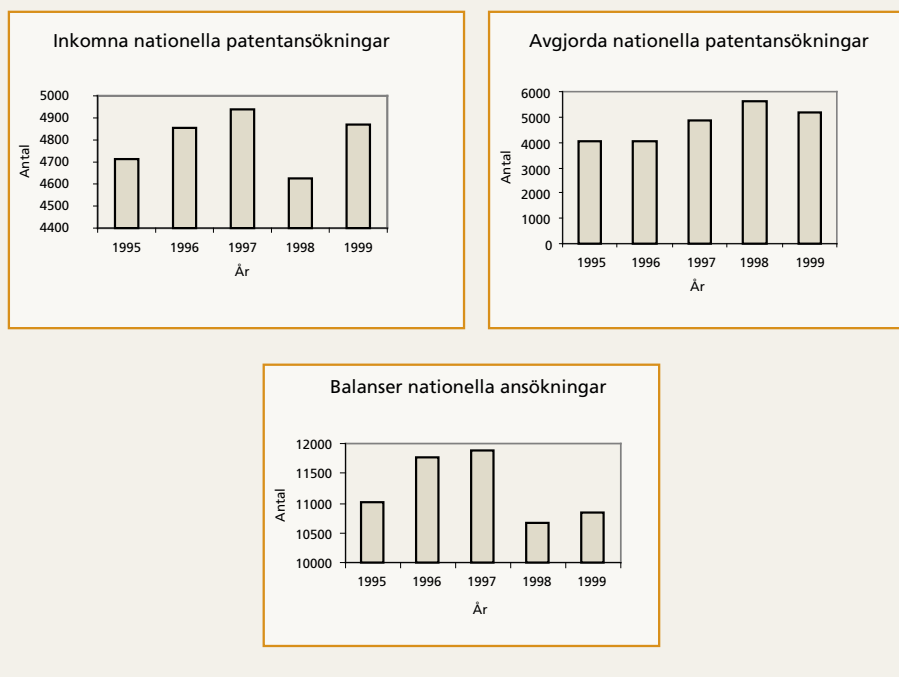 Inkomna nationella patentansökningar
5000
4900
4800
4700
4600
4500
4400
Antal
1995 1996 1997 1998 1999
År
Avgjorda nationella patentansökningar
6000
5000
4000
3000
2000
1000
0
Antal
1995 1996 1997 1998 1999
År
Balanser nationella ansökningar
12000
11500
11000
10500
10000
Antal
1995 1996 1997 1998 1999
År